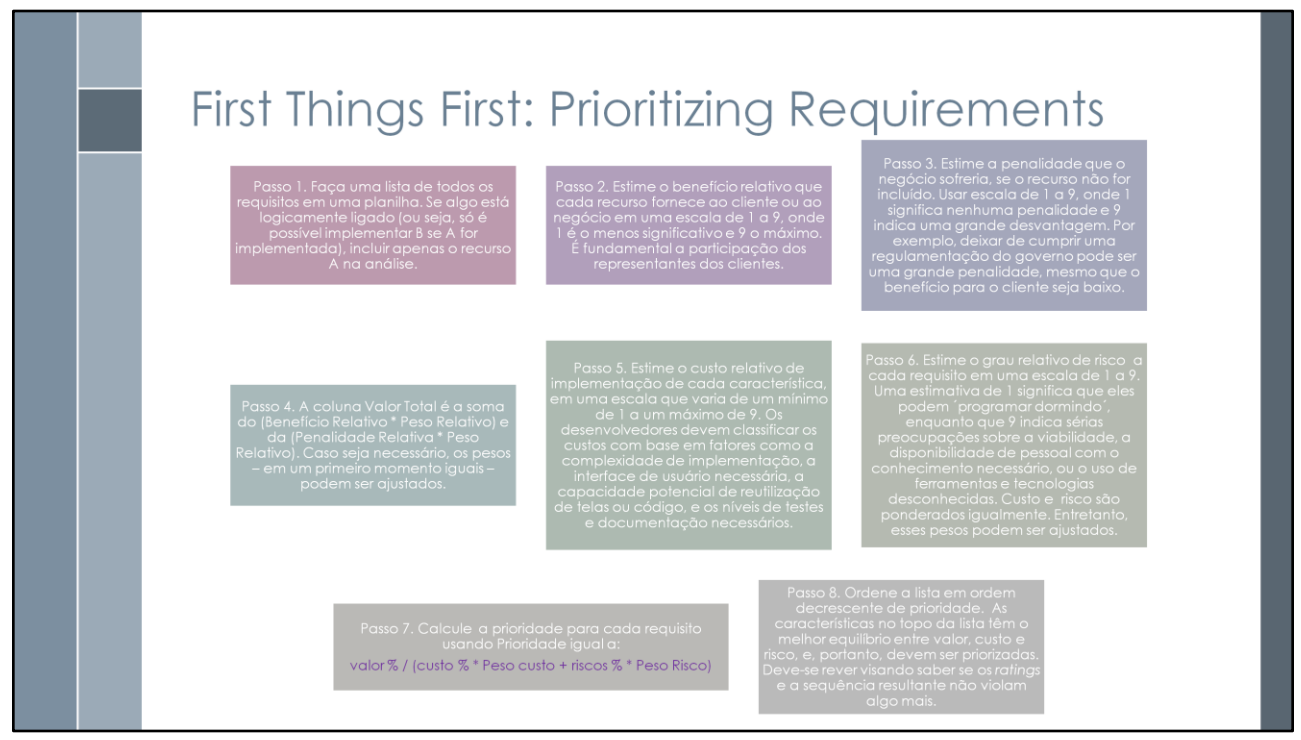 First Things First: Prioritizing Requirements
Passo 1. Faça uma lista de todos os
requisitos em uma planilha. Se algo está
logicamente ligado (ou seja, só é
possível implementar B se A for
implementada), incluir apenas o recurso
A na análise.
Passo 2. Estime o benefício relativo que
cada recurso fornece ao cliente ou ao
negócio em uma escala de 1 a 9, onde
1 é o menos significativo e 9 o máximo.
É fundamental a participação dos
representantes dos clientes.
Passo 3. Estime a penalidade que o
negócio sofreria, se o recurso não for
incluído. Usar escala de 1 a 9, onde 1
significa nenhuma penalidade e 9
indica uma grande desvantagem. Por
exemplo, deixar de cumprir uma
regulamentação do governo pode ser
uma grande penalidade, mesmo que o
benefício para o cliente seja baixo.
Passo 4. A coluna Valor Total é a soma
do (Benefício Relativo * Peso Relativo) e
da (Penalidade Relativa * Peso
Relativo). Caso seja necessário, os pesos
– em um primeiro momento iguais –
podem ser ajustados.
Passo 5. Estime o custo relativo de
implementação de cada característica,
em uma escala que varia de um mínimo
de 1 a um máximo de 9. Os
desenvolvedores devem classificar os
custos com base em fatores como a
complexidade de implementação, a
interface de usuário necessária, a
capacidade potencial de reutilização
de telas ou código, e os níveis de testes
e documentação necessários.
Passo 6. Estime o grau relativo de risco a
cada requisito em uma escala de 1 a 9.
Uma estimativa de 1 significa que eles
podem ´programar dormindo´,
enquanto que 9 indica sérias
preocupações sobre a viabilidade, a
disponibilidade de pessoal com o
conhecimento necessário, ou o uso de
ferramentas e tecnologias
desconhecidas. Custo e risco são
ponderados igualmente. Entretanto,
esses pesos podem ser ajustados.
Passo 7. Calcule a prioridade para cada requisito
usando Prioridade igual a:
valor % / (custo % * Peso custo + riscos % * Peso Risco)
Passo 8. Ordene a lista em ordem
decrescente de prioridade. As
características no topo da lista têm o
melhor equilíbrio entre valor, custo e
risco, e, portanto, devem ser priorizadas.
Deve-se rever visando saber se os ratings
e a sequência resultante não violam
algo mais.